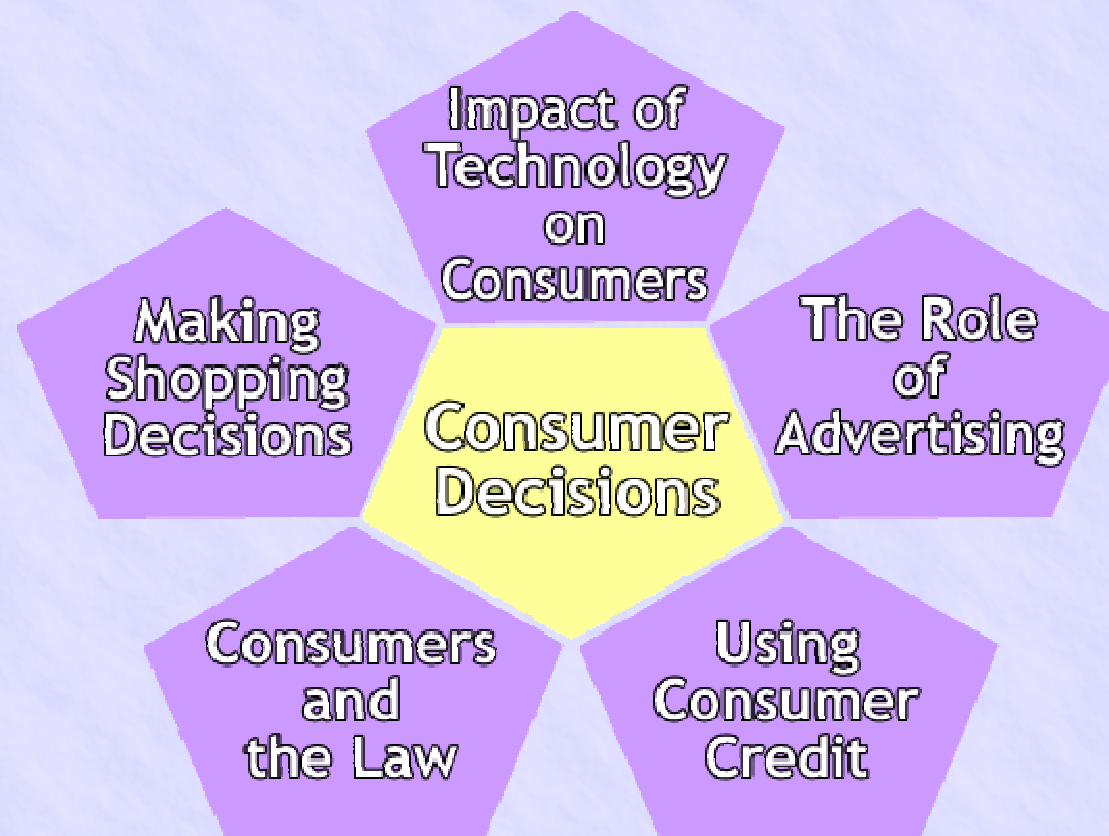 Impact of
Technology
on
Consumers
Making
Shopping
Decisions
The Role
of
Advertising
Consumer
Decisions
Consumers
and
the Law
Using
Consumer
Credit